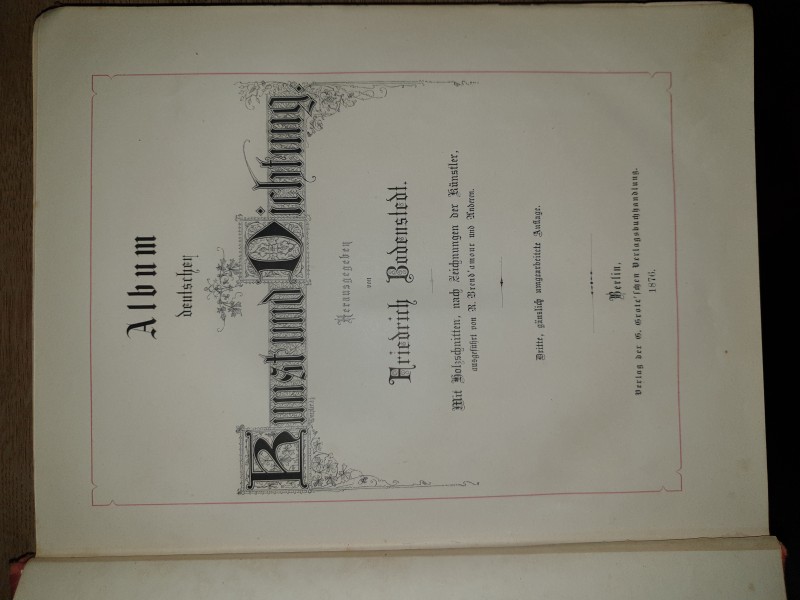 Album
deutscher
Kunst und Dichtung.
Herausgegeben
von
Friedrich Bodenstedt.
Mit Holzschnitten, nach Zeichnungen der Künstler,
ausgeführt von R. Brend'amour und Anderen.
Dritte, gänzlich umgearbeitete Auflage.
Berlin,
Verlag der G. Grote'schen Verlagsbuchhandlung.
1876.